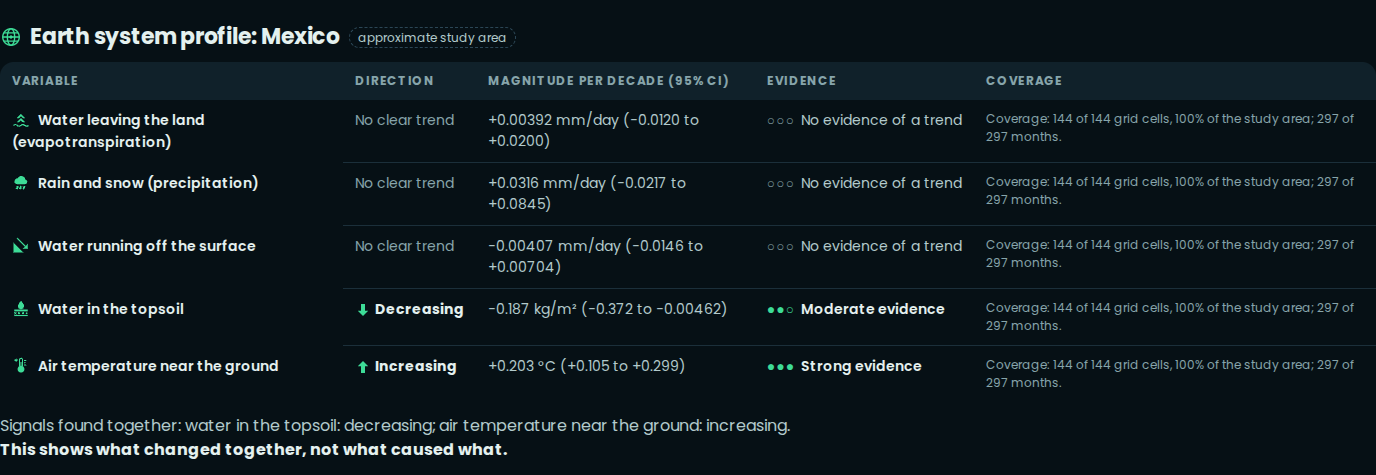 Earth system profile: Mexico approximate study area
VARIABLE DIRECTION MAGNITUDE PER DECADE (95% CI) EVIDENCE COVERAGE
Water leaving the land (evapotranspiration) No clear trend +0.00392 mm/day (−0.0120 to +0.0200) ○○○ No evidence of a trend Coverage: 144 of 144 grid cells, 100% of the study area; 297 of 297 months.
Rain and snow (precipitation) No clear trend +0.0316 mm/day (−0.0217 to +0.0845) ○○○ No evidence of a trend Coverage: 144 of 144 grid cells, 100% of the study area; 297 of 297 months.
Water running off the surface No clear trend −0.00407 mm/day (−0.0146 to +0.00704) ○○○ No evidence of a trend Coverage: 144 of 144 grid cells, 100% of the study area; 297 of 297 months.
Water in the topsoil Decreasing −0.187 kg/m² (−0.372 to −0.00462) ●●○ Moderate evidence Coverage: 144 of 144 grid cells, 100% of the study area; 297 of 297 months.
Air temperature near the ground Increasing +0.203 °C (+0.105 to +0.299) ●●● Strong evidence Coverage: 144 of 144 grid cells, 100% of the study area; 297 of 297 months.
Signals found together: water in the topsoil: decreasing; air temperature near the ground: increasing.
This shows what changed together, not what caused what.